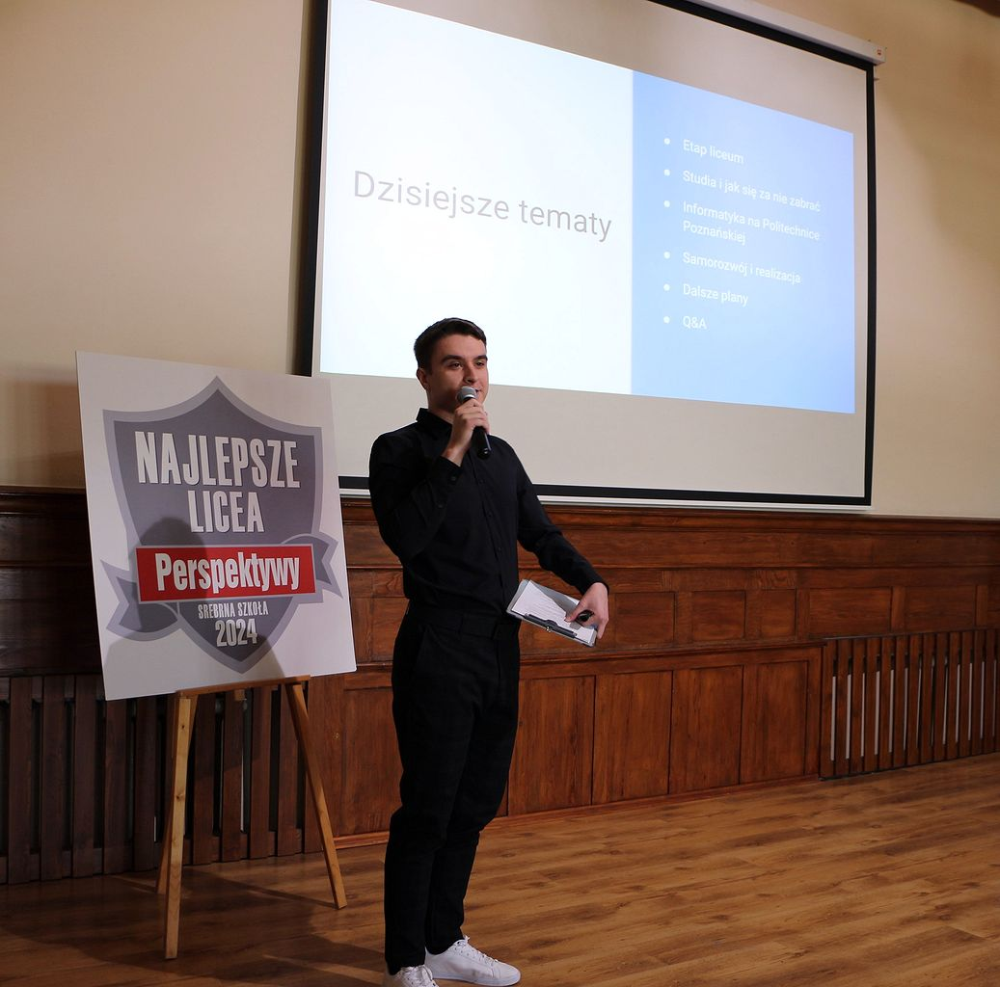 Dzisiejsze tematy
Etap liceum
Studia i jak się za nie zabrać
Informatyka na Politechnice
Poznańskiej
Samorozwój i realizacja
Dalsze plany
Q&A
NAJLEPSZE
LICEA
Perspektywy
SREBRNA SZKOŁA
2024